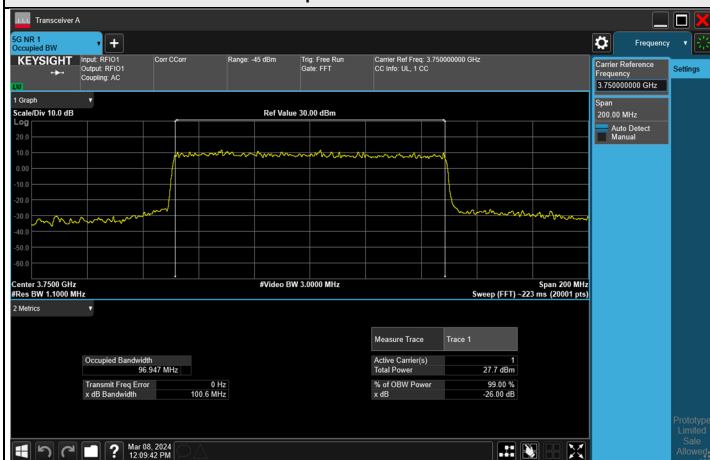 Transceiver A
5G NR 1
Occupied BW
Frequency
KEYSIGHT
Input: RFIO1
Output: RFIO1
Coupling: AC
Corr CCorr
Range: -45 dBm
Trig: Free Run
Gate: FFT
Carrier Ref Freq: 3.750000000 GHz
CC Info: UL, 1 CC
LVI
Carrier Reference
Frequency
3.750000000 GHz
Settings
Span
200.00 MHz
Auto Detect
Manual
1 Graph
Scale/Div 10.0 dB
Ref Value 30.00 dBm
Log
20.0
10.0
0.00
-10.0
-20.0
-30.0
-40.0
-50.0
-60.0
Center 3.7500 GHz
#Video BW 3.0000 MHz
Span 200 MHz
#Res BW 1.1000 MHz
Sweep (FFT) ~223 ms (20001 pts)
2 Metrics
Measure Trace
Trace 1
Occupied Bandwidth
96.947 MHz
Active Carrier(s) 1
Total Power 27.7 dBm
Transmit Freq Error 0 Hz
x dB Bandwidth 100.6 MHz
% of OBW Power 99.00 %
x dB -26.00 dB
Prototype
Limited
Sale
Allowed
Mar 08, 2024
12:09:42 PM